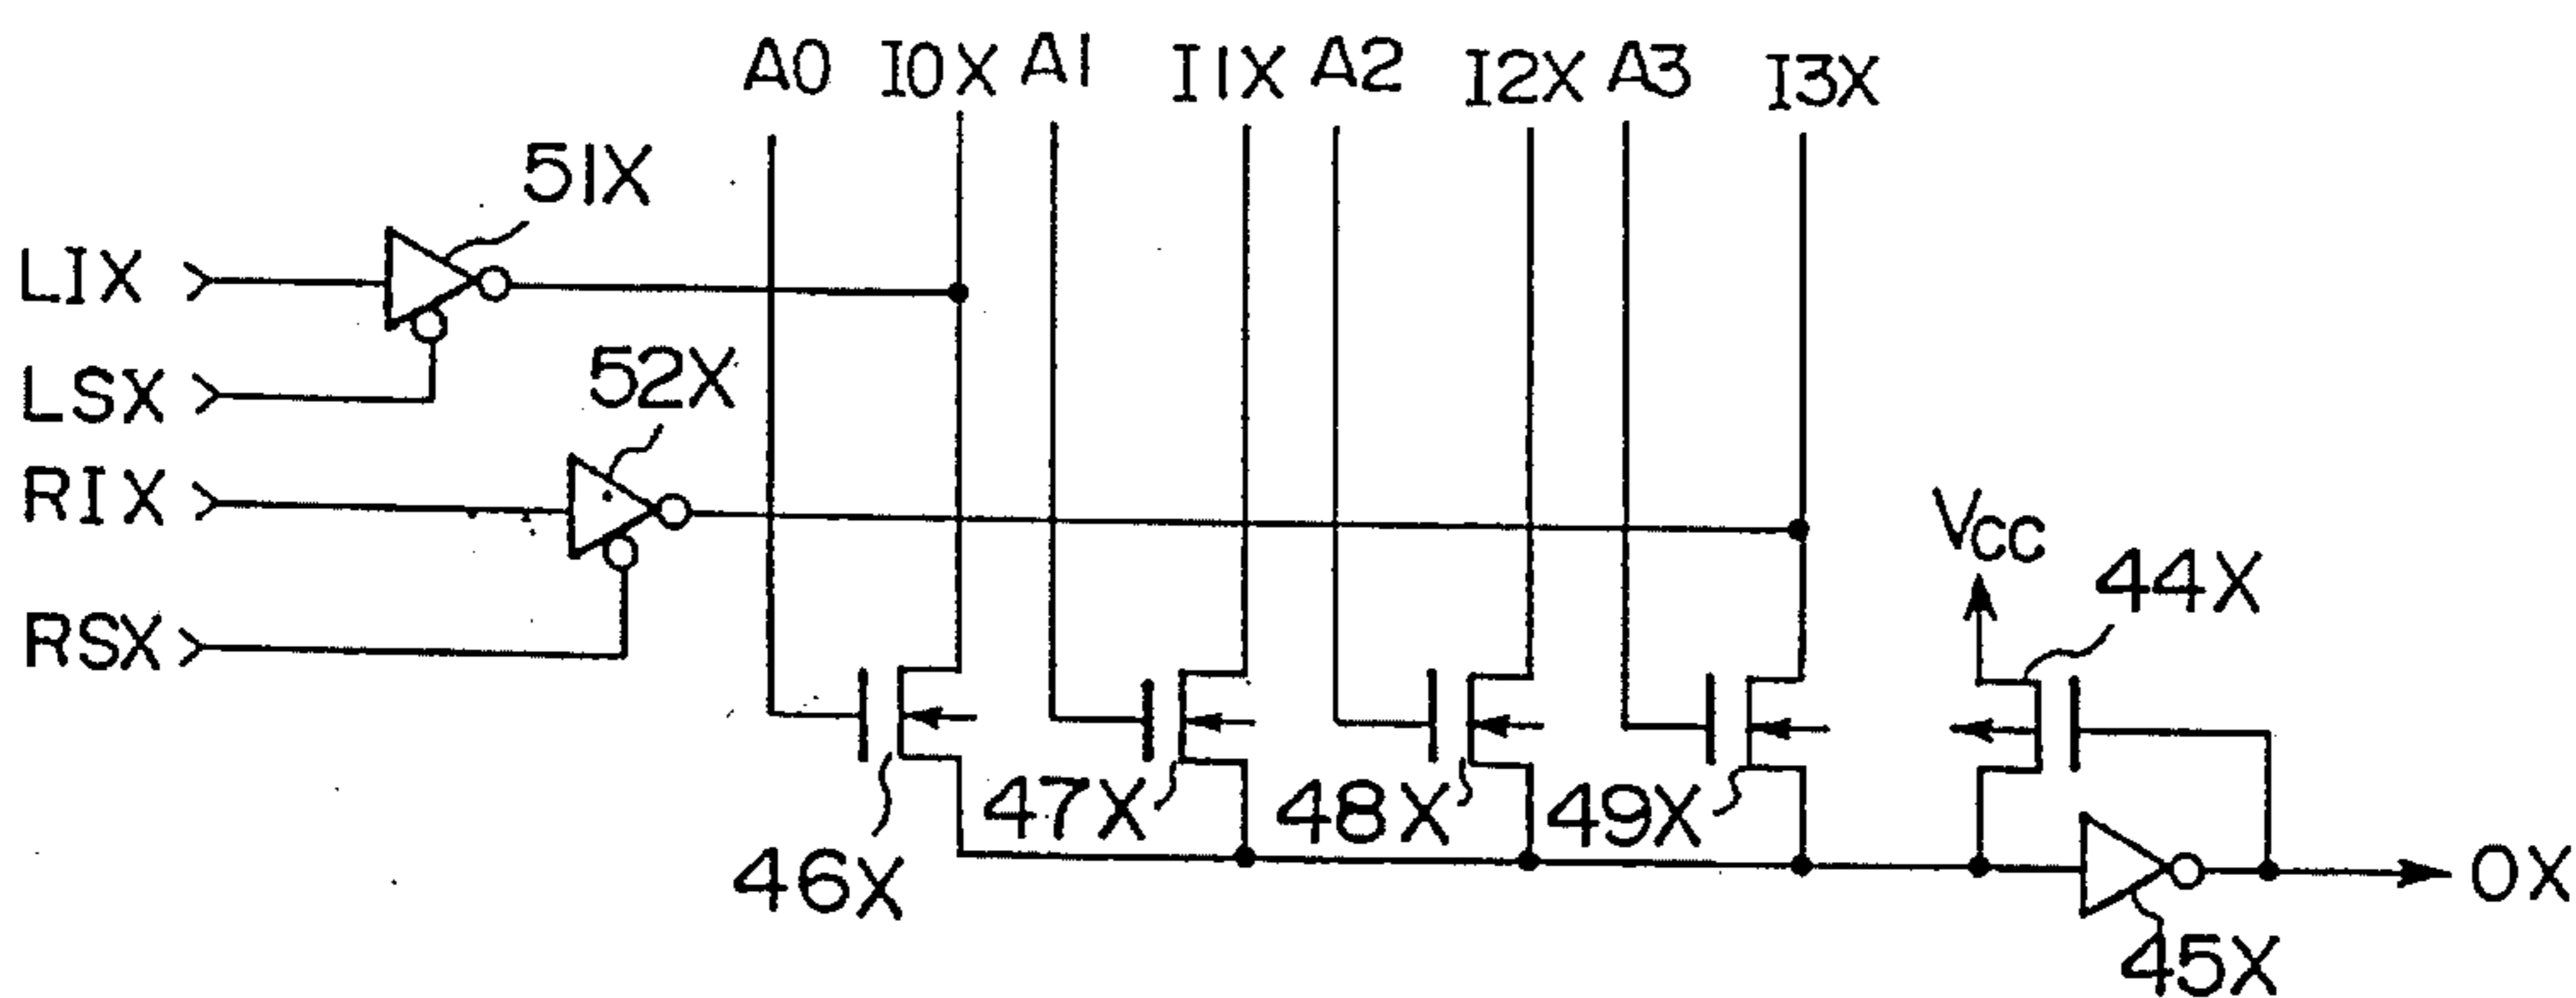 A0 I0X A1 I1X A2 I2X A3 I3X
51X
LIX
LSX
52X
RIX
RSX
VCC
44X
46X
47X
48X
49X
45X
OX